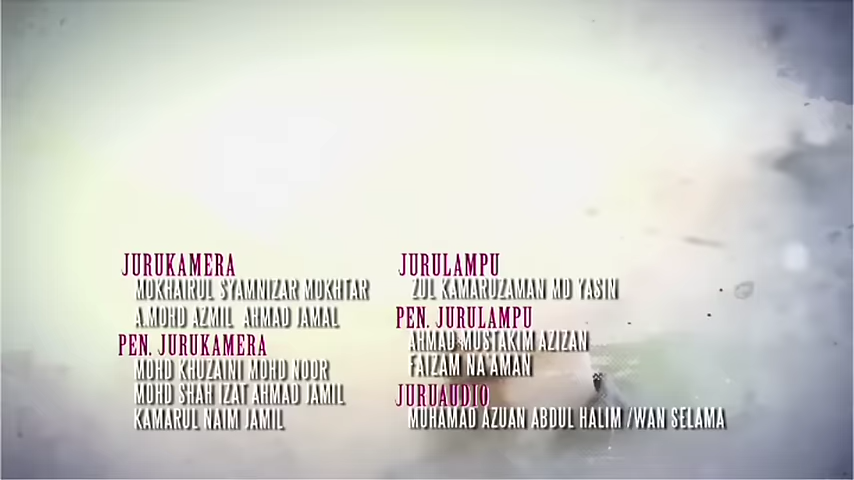 JURUKAMERA
MOKHAIRUL SYAMNIZAR MOKHTAR
A.MOHD AZMIL AHMAD JAMAL
PEN. JURUKAMERA
MOHD KHUZAINI MOHD NOOR
MOHD SHAH IZAT AHMAD JAMIL
KAMARUL NAIM JAMIL
JURULAMPU
ZUL KAMARUZAMAN MD YASIN
PEN. JURULAMPU
AHMAD MUSTAKIM AZIZAN
FAIZAM NA'AMAN
JURUAUDIO
MUHAMAD AZUAN ABDUL HALIM /WAN SELAMA